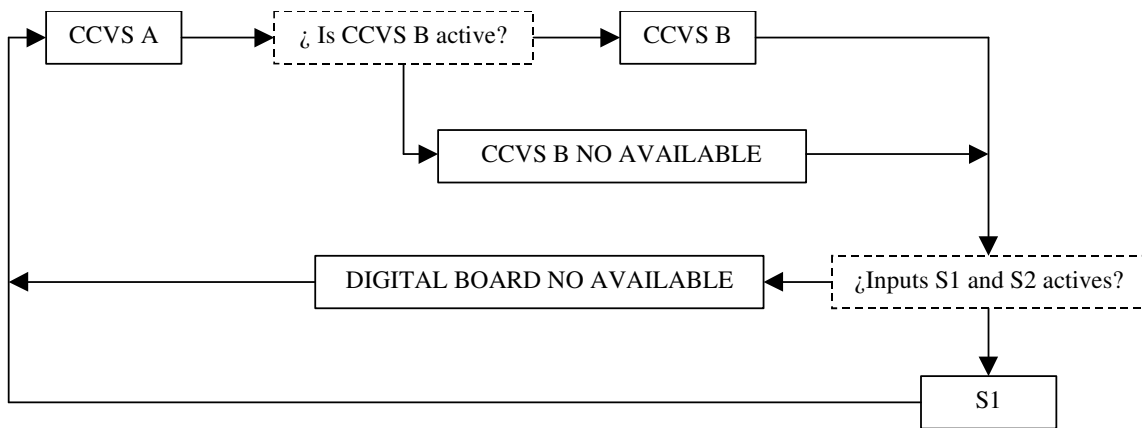 CCVS A
¿ Is CCVS B active?
CCVS B
CCVS B NO AVAILABLE
DIGITAL BOARD NO AVAILABLE
¿Inputs S1 and S2 actives?
S1